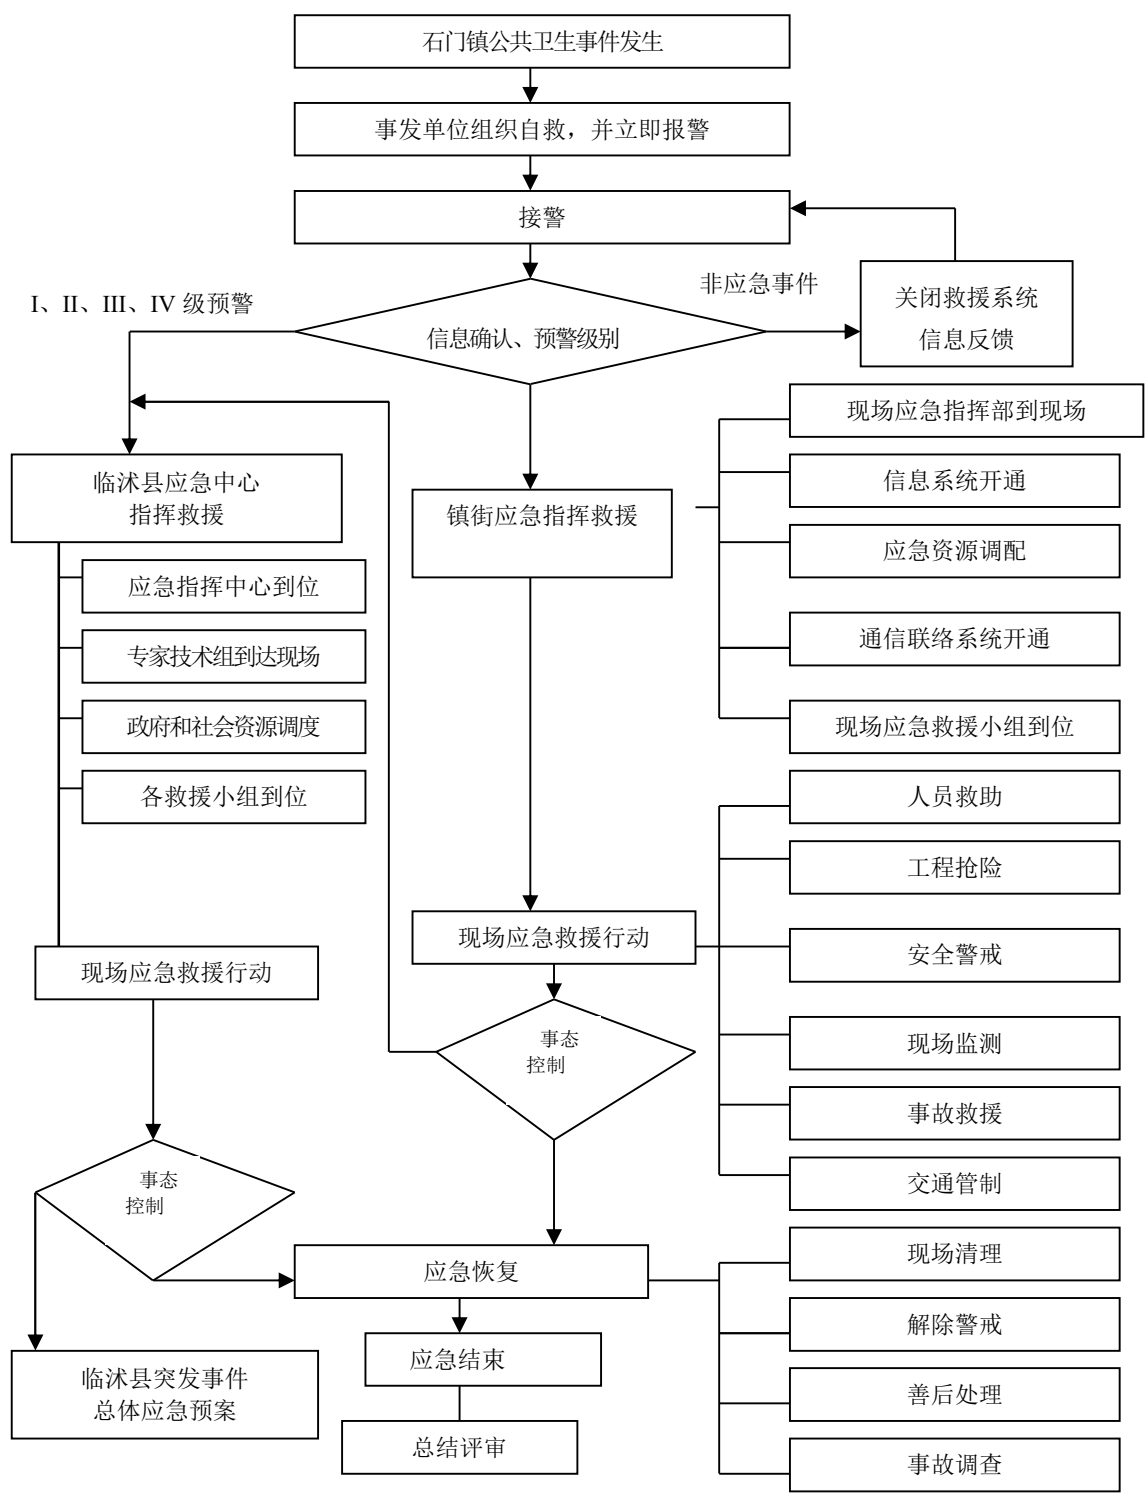 石门镇公共卫生事件发生
事发单位组织自救，并立即报警
接警
非应急事件
I、II、III、IV 级预警
关闭救援系统
信息反馈
信息确认、预警级别
现场应急指挥部到现场
临沭县应急中心
指挥救援
信息系统开通
镇街应急指挥救援
应急资源调配
应急指挥中心到位
通信联络系统开通
专家技术组到达现场
政府和社会资源调度
现场应急救援小组到位
各救援小组到位
人员救助
工程抢险
现场应急救援行动
安全警戒
现场应急救援行动
事态
控制
现场监测
事故救援
交通管制
事态
控制
现场清理
应急恢复
解除警戒
应急结束
临沭县突发事件
总体应急预案
善后处理
总结评审
事故调查